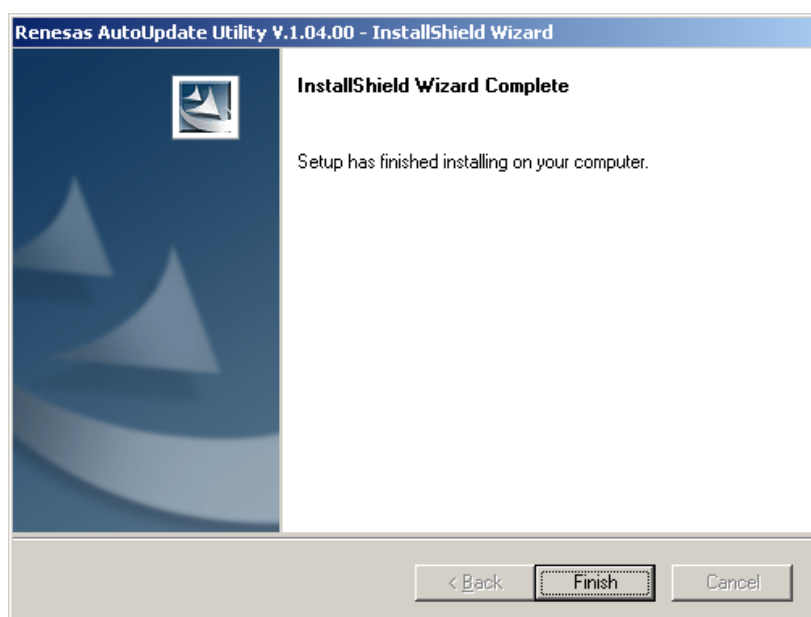 Renesas AutoUpdate Utility V.1.04.00 - InstallShield Wizard
InstallShield Wizard Complete
Setup has finished installing on your computer.
< Back
Finish
Cancel